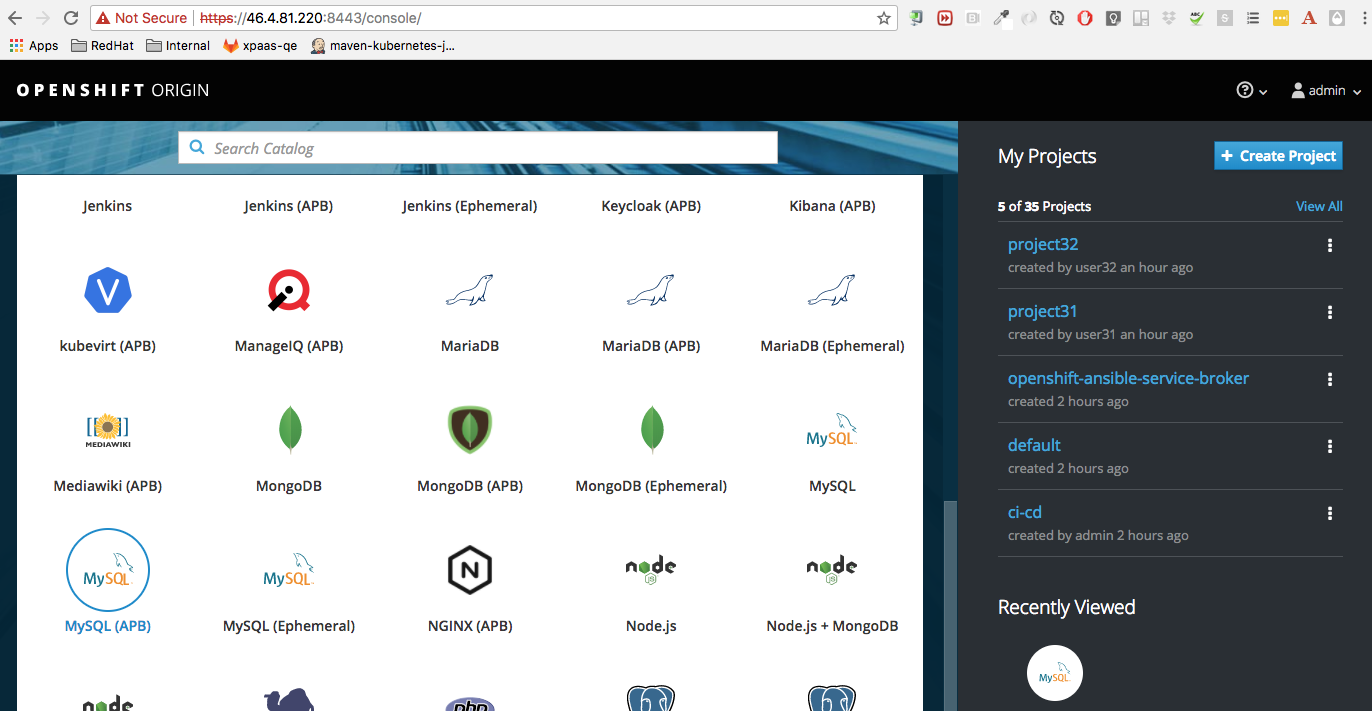 Not Secure https://46.4.81.220:8443/console/
Apps RedHat Internal xpaas-qe maven-kubernetes-j...
OPENSHIFT ORIGIN
admin
Search Catalog
Jenkins Jenkins (APB) Jenkins (Ephemeral) Keycloak (APB) Kibana (APB)
V
kubevirt (APB) ManageIQ (APB) MariaDB MariaDB (APB) MariaDB (Ephemeral)
MEDIAWIKI
MySQL
Mediawiki (APB) MongoDB MongoDB (APB) MongoDB (Ephemeral) MySQL
MySQL MySQL N node JS node JS
MySQL (APB) MySQL (Ephemeral) NGINX (APB) Node.js Node.js + MongoDB
node php
My Projects
+ Create Project
5 of 35 Projects View All
project32
created by user32 an hour ago
project31
created by user31 an hour ago
openshift-ansible-service-broker
created 2 hours ago
default
created 2 hours ago
ci-cd
created by admin 2 hours ago
Recently Viewed
MySQL